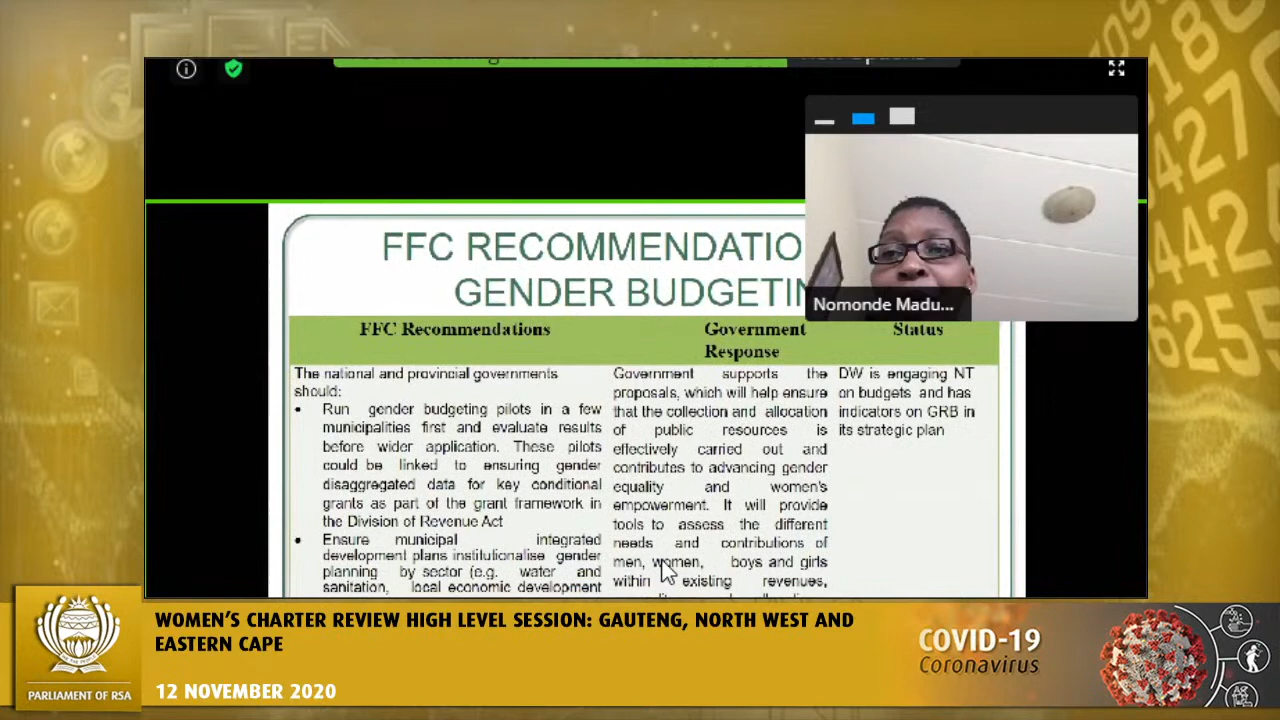 FFC RECOMMENDATIO
GENDER BUDGETIN
Nomonde Madu...
FFC Recommendations
Government
Response
Status
The national and provincial governments
should:
• Run gender budgeting pilots in a few
municipalities first and evaluate results
before wider application. These pilots
could be linked to ensuring gender
disaggregated data for key conditional
grants as part of the grant framework in
the Division of Revenue Act
• Ensure municipal integrated
development plans institutionalise gender
planning by sector (e.g. water and
sanitation, local economic development
Government supports the
proposals, which will help ensure
that the collection and allocation
of public resources is
effectively carried out and
contributes to advancing gender
equality and women's
empowerment. It will provide
tools to assess the different
needs and contributions of
men, women, boys and girls
within existing revenues,
DW is engaging NT
on budgets and has
indicators on GRB in
its strategic plan
WOMEN'S CHARTER REVIEW HIGH LEVEL SESSION: GAUTENG, NORTH WEST AND
EASTERN CAPE
12 NOVEMBER 2020
PARLIAMENT OF RSA
COVID-19
Coronavirus